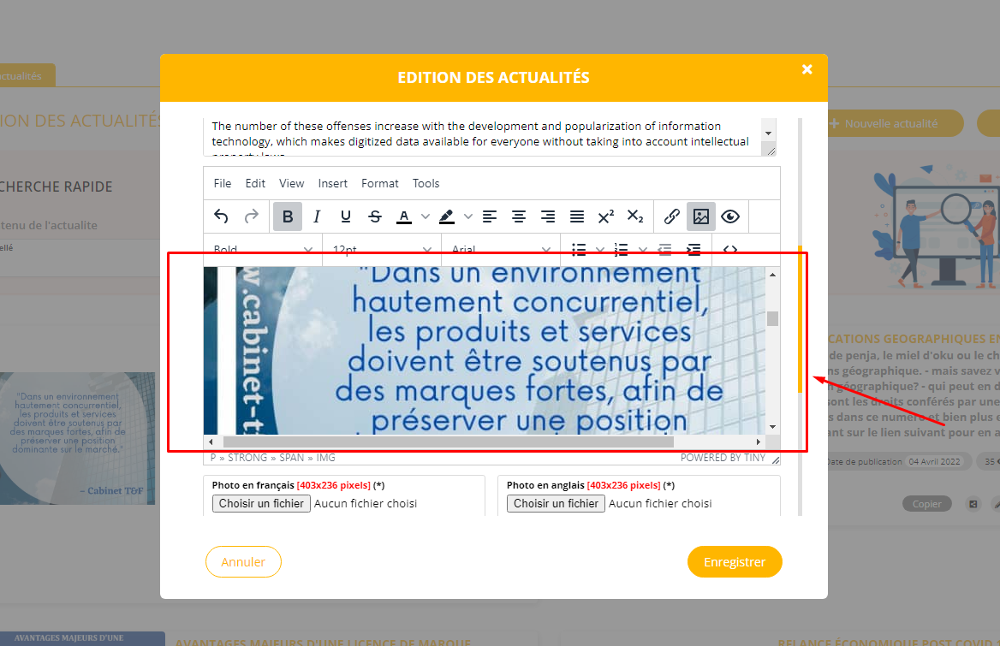 EDITION DES ACTUALITÉS
×
ctualités
ION DES ACTUALITÉS
+ Nouvelle actualité
CHERCHE RAPIDE
tenu de l'actualite
ellé
The number of these offenses increase with the development and popularization of information
technology, which makes digitized data available for everyone without taking into account intellectual
property laws
File Edit View Insert Format Tools
B I U S A X² X₂
Bold 12pt Arial
w.cabinet-t
"Dans un environnement
hautement concurrentiel,
les produits et services
doivent être soutenus par
des marques fortes, afin de
préserver une position
P » STRONG » SPAN » IMG
POWERED BY TINY
Photo en français [403x236 pixels] (*)
Choisir un fichier Aucun fichier choisi
Photo en anglais [403x236 pixels] (*)
Choisir un fichier Aucun fichier choisi
Annuler
Enregistrer
"Dans un environnement
hautement concurrentiel,
les produits et services
doivent être soutenus par
des marques fortes, afin de
préserver une position
dominante sur le marché."
– Cabinet T&F
CATIONS GEOGRAPHIQUES EN
de penja, le miel d'oku ou le ch
ns géographique. - mais savez v
n géographique? - qui peut en d
sont les droits conférés par une
s dans ce numéro et bien plus e
ant sur le lien suivant pour en a
Date de publication 04 Avril 2022
35
Copier
AVANTAGES MAJEURS D'UNE
AVANTAGES MAJEURS D'UNE LICENCE DE MARQUE
RELANCE ÉCONOMIQUE POST COVID-1